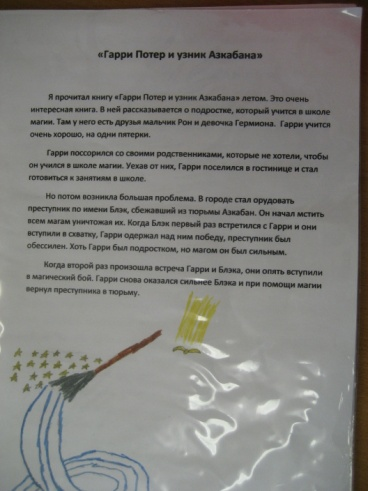 «Гарри Потер и узник Азкабана»
Я прочитал книгу «Гарри Потер и узник Азкабана» летом. Это очень
интересная книга. В ней рассказывается о подростке, который учится в школе
магии. Там у него есть друзья мальчик Рон и девочка Гермиона. Гарри учится
очень хорошо, на одни пятерки.
Гарри поссорился со своими родственниками, которые не хотели, чтобы
он учился в школе магии. Уехав от них, Гарри поселился в гостинице и стал
готовиться к занятиям в школе.
Но потом возникла большая проблема. В городе стал орудовать
преступник по имени Блэк, сбежавший из тюрьмы Азкабан. Он начал мстить
всем магам уничтожая их. Когда Блэк первый раз встретился с Гарри и они
вступили в схватку, Гарри одержал над ним победу, преступник был
обессилен. Хоть Гарри был подростком, но магом он был сильным.
Когда второй раз произошла встреча Гарри и Блэка, они опять вступили
в магический бой. Гарри снова оказался сильнее Блэка и при помощи магии
вернул преступника в тюрьму.